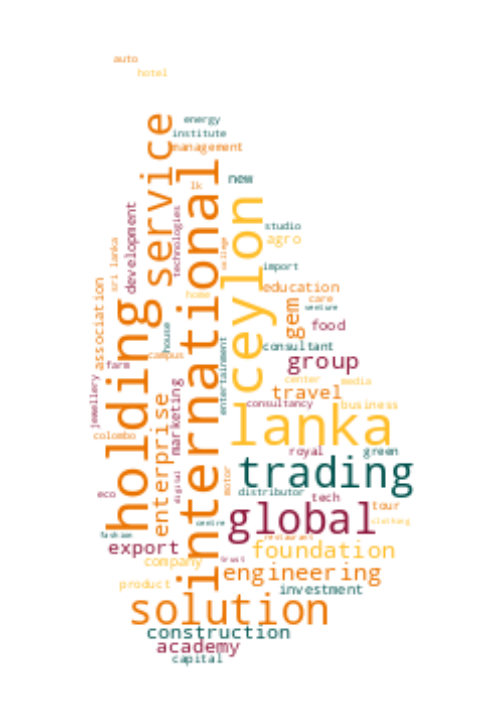 auto
hotel
energy
institute
management
service
international
lk
new
development
technologies
ceylon
college
studio
agro
sri lanka
import
association
home
education
care
venture
gem
food
house
campus
entertainment
consultant
group
farm
holding
jewellery
marketing
enterprise
center
media
travel
consultancy
business
lanka
colombo
royal
green
trading
digital
motor
eco
distributor
tech
global
tour
centre
clothing
fashion
restaurant
export
foundation
trust
company
engineering
product
investment
solution
construction
academy
capital